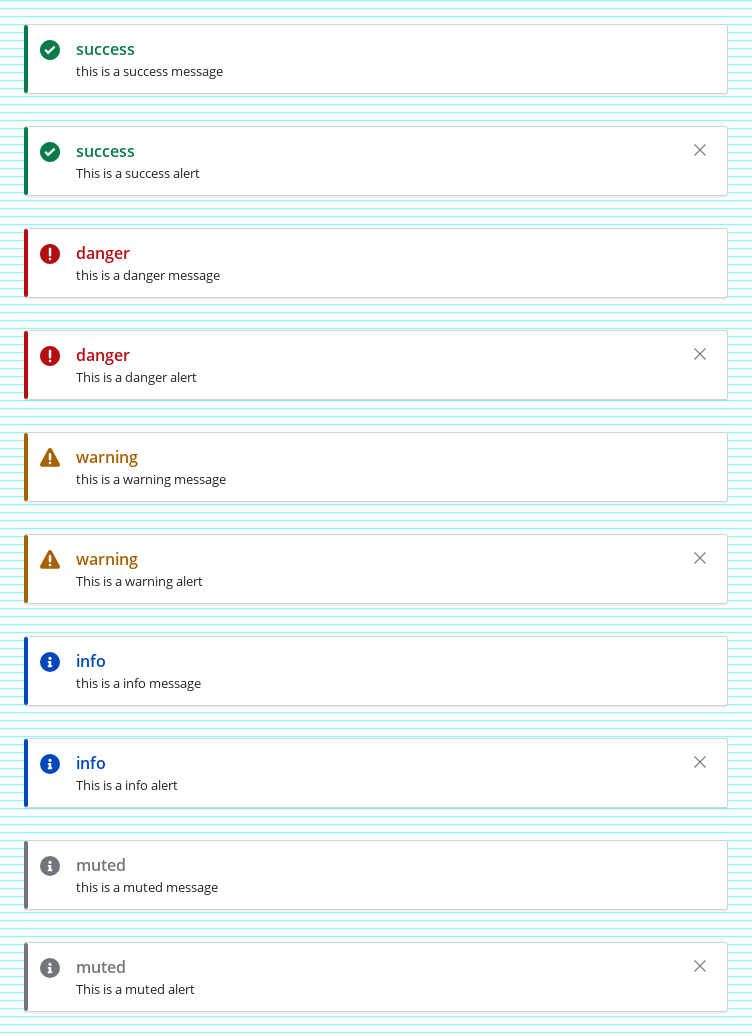 success
this is a success message
success
This is a success alert
danger
this is a danger message
danger
This is a danger alert
warning
this is a warning message
warning
This is a warning alert
info
this is a info message
info
This is a info alert
muted
this is a muted message
muted
This is a muted alert